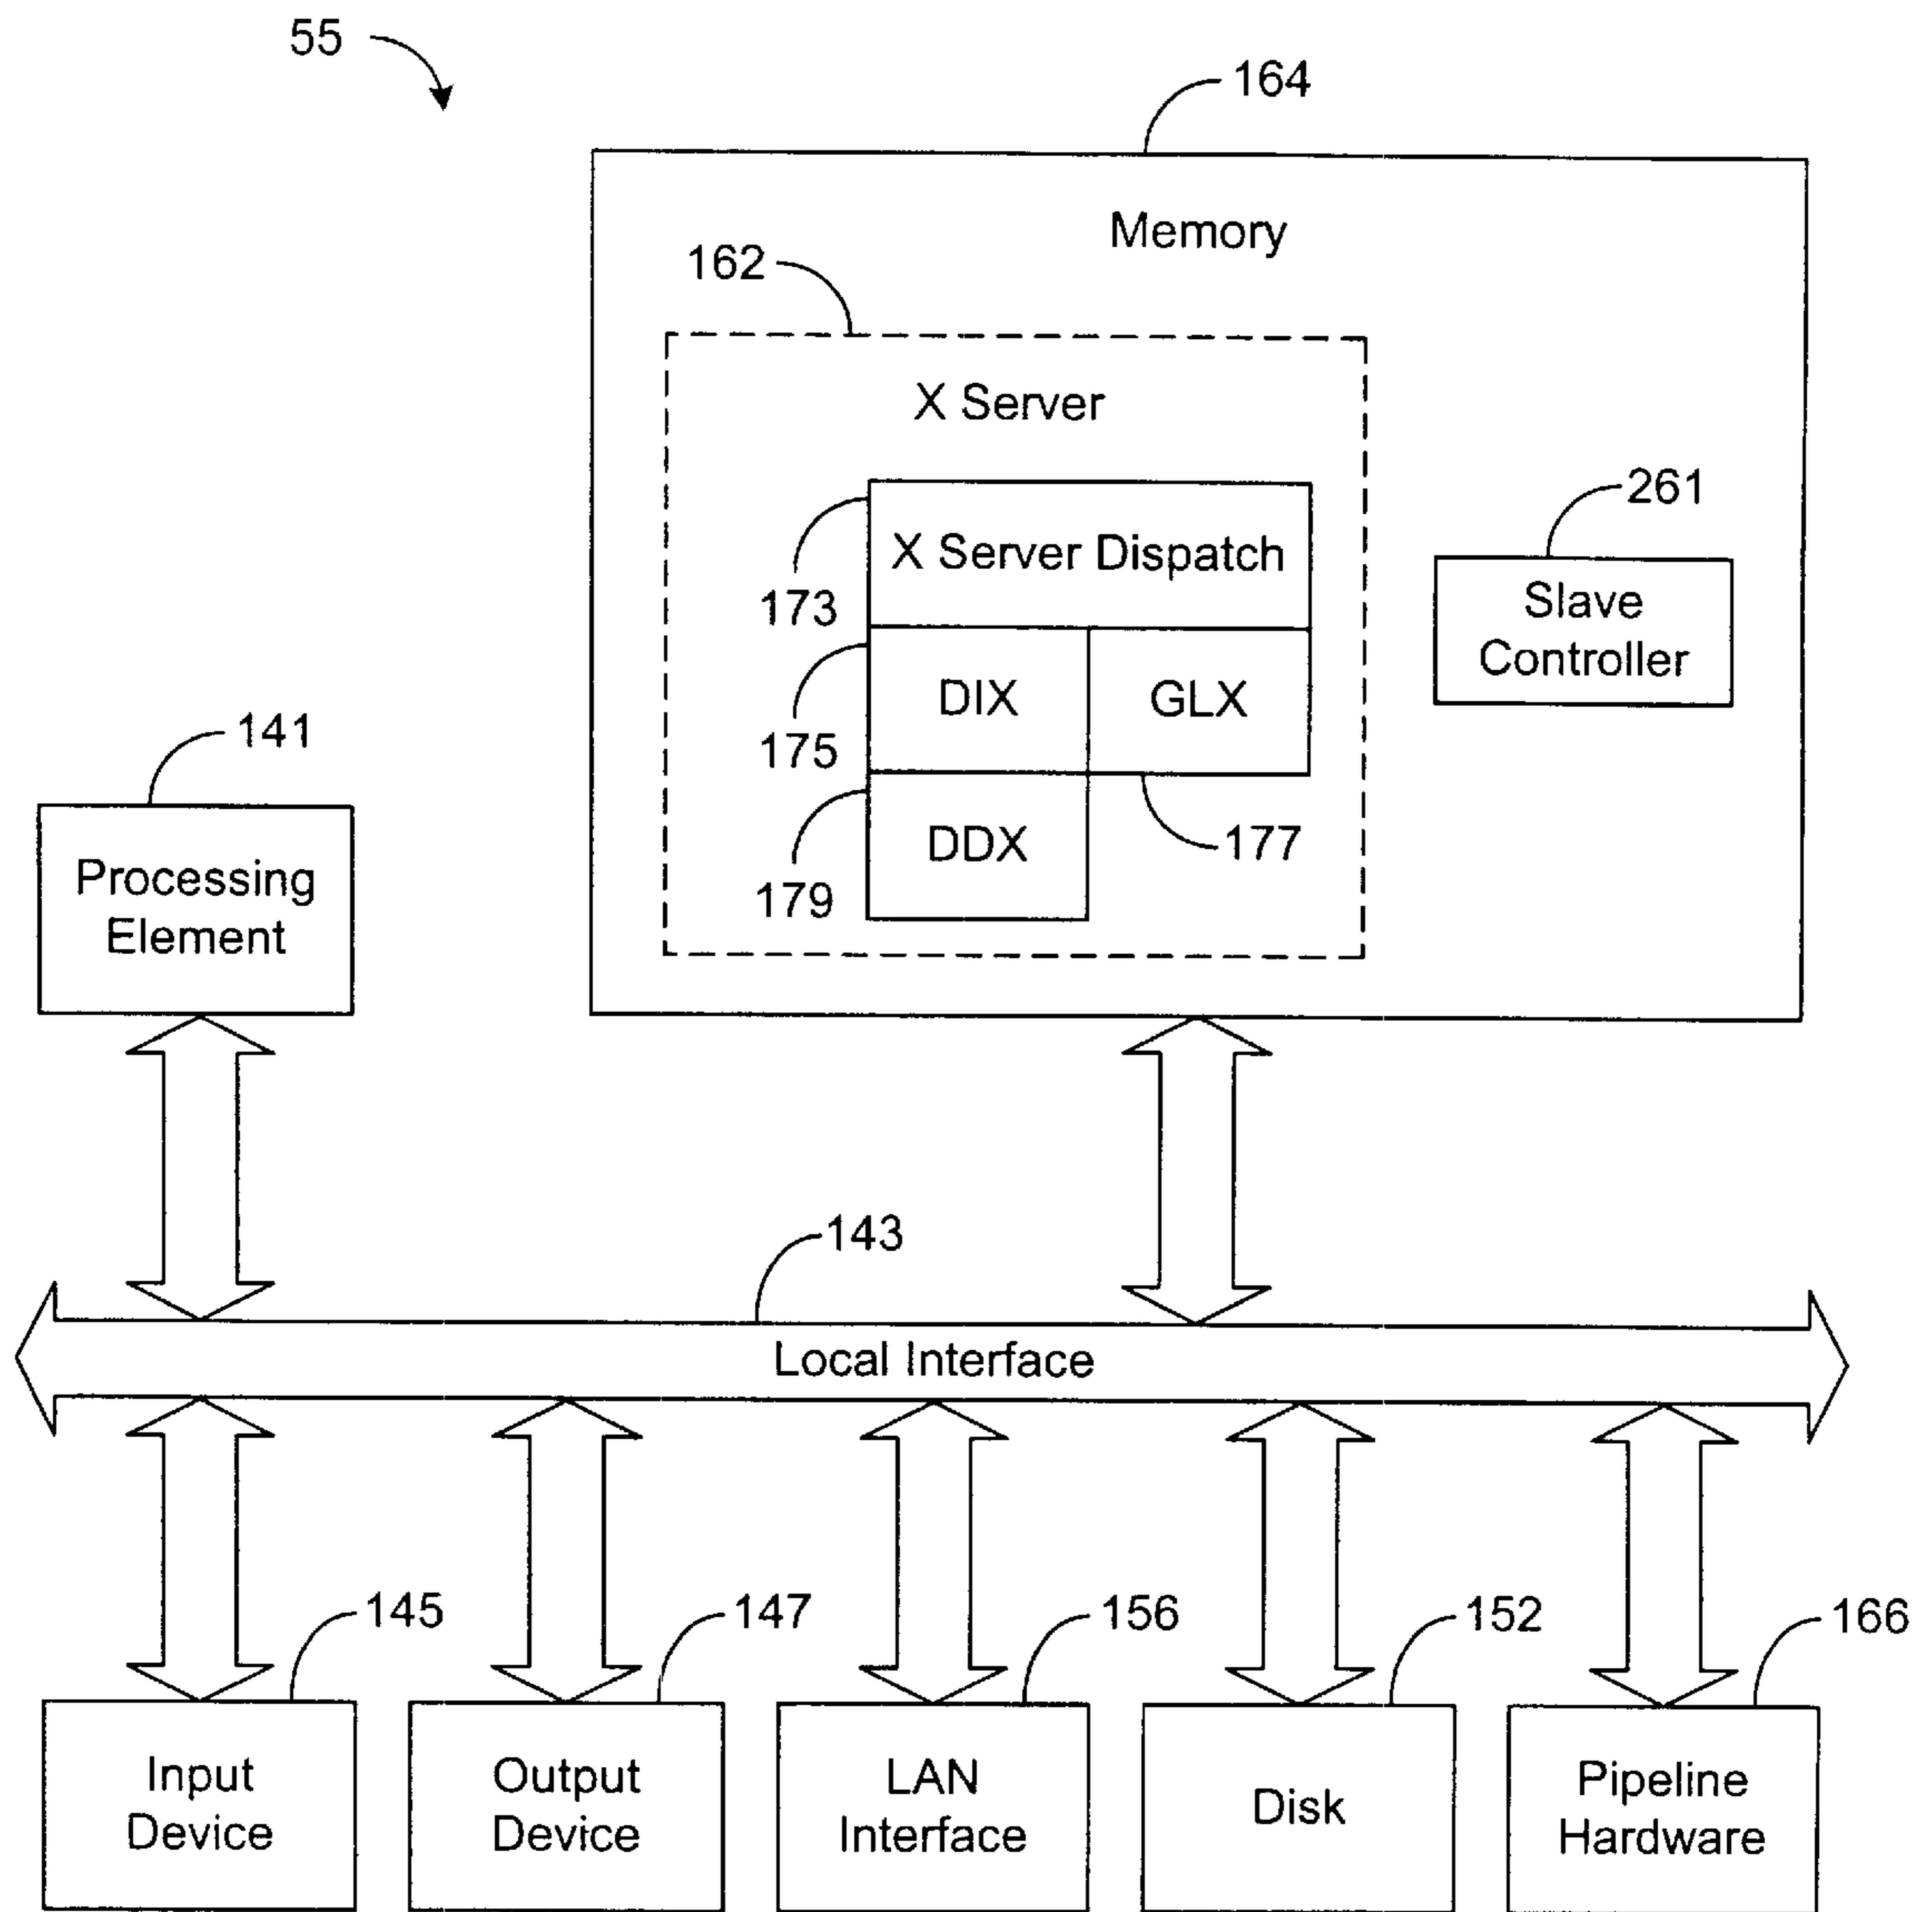 55
164
Memory
162
X Server
261
X Server Dispatch
173
Slave
Controller
DIX
GLX
175
141
DDX
177
179
Processing
Element
143
Local Interface
145
147
156
152
166
Input
Device
Output
Device
LAN
Interface
Disk
Pipeline
Hardware